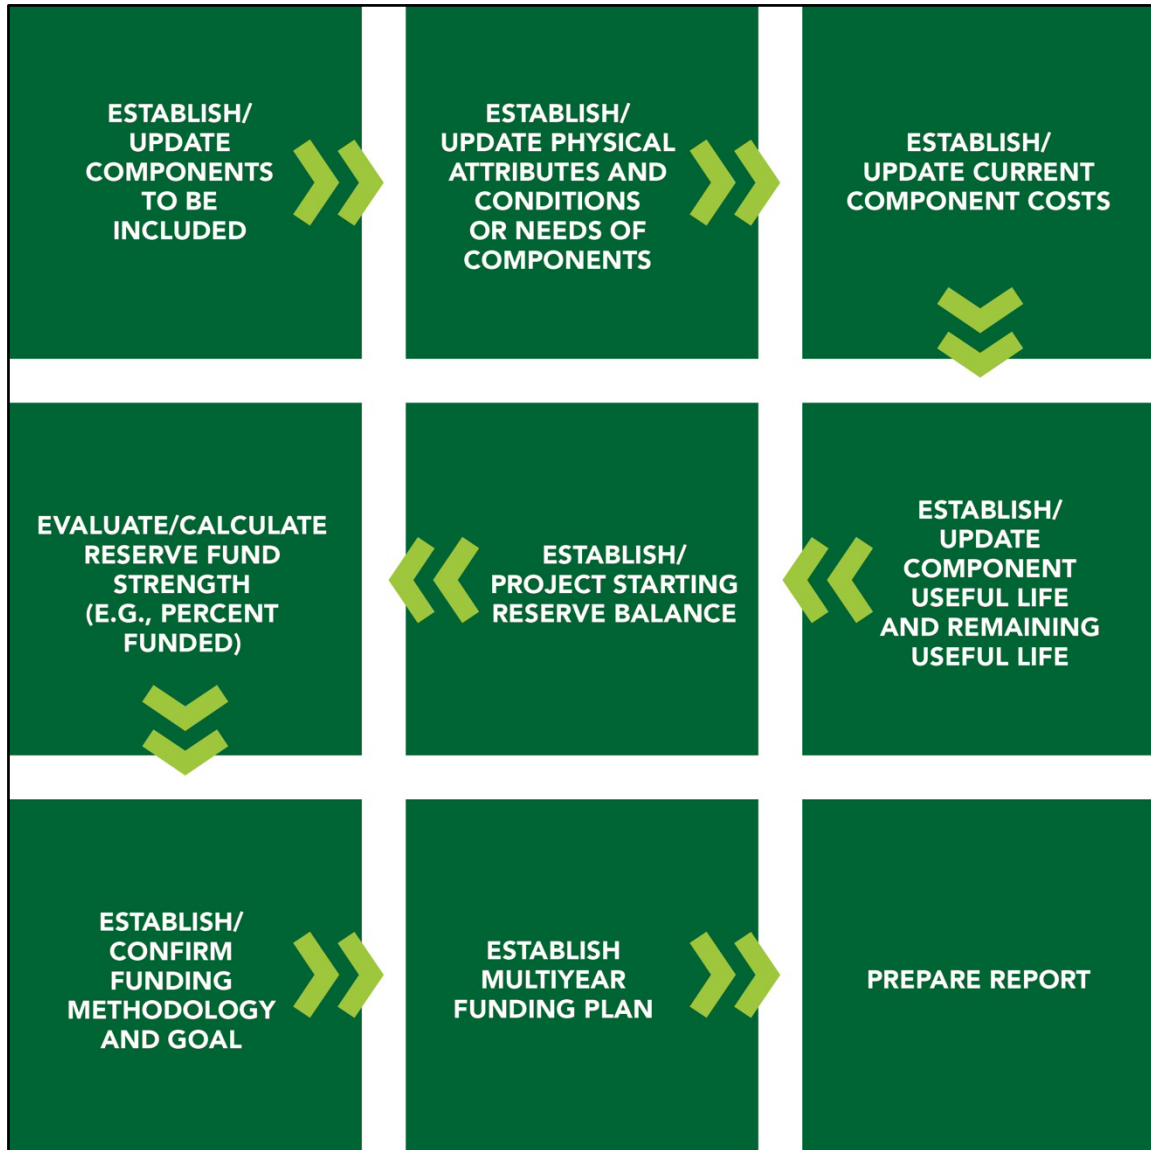 ESTABLISH/
UPDATE
COMPONENTS
TO BE
INCLUDED
ESTABLISH/
UPDATE PHYSICAL
ATTRIBUTES AND
CONDITIONS
OR NEEDS OF
COMPONENTS
ESTABLISH/
UPDATE CURRENT
COMPONENT COSTS
ESTABLISH/
UPDATE
COMPONENT
USEFUL LIFE
AND REMAINING
USEFUL LIFE
ESTABLISH/
PROJECT STARTING
RESERVE BALANCE
EVALUATE/CALCULATE
RESERVE FUND
STRENGTH
(E.G., PERCENT
FUNDED)
ESTABLISH/
CONFIRM
FUNDING
METHODOLOGY
AND GOAL
ESTABLISH
MULTIYEAR
FUNDING PLAN
PREPARE REPORT